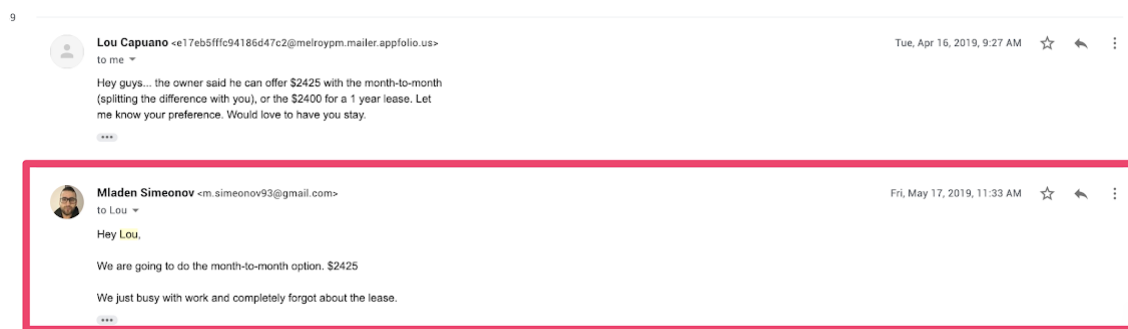 9
Lou Capuano <e17eb5fffc94186d47c2@melroypm.mailer.appfolio.us>
Tue, Apr 16, 2019, 9:27 AM
to me
Hey guys... the owner said he can offer $2425 with the month-to-month
(splitting the difference with you), or the $2400 for a 1 year lease. Let
me know your preference. Would love to have you stay.
Mladen Simeonov <m.simeonov93@gmail.com>
Fri, May 17, 2019, 11:33 AM
to Lou
Hey Lou,
We are going to do the month-to-month option. $2425
We just busy with work and completely forgot about the lease.